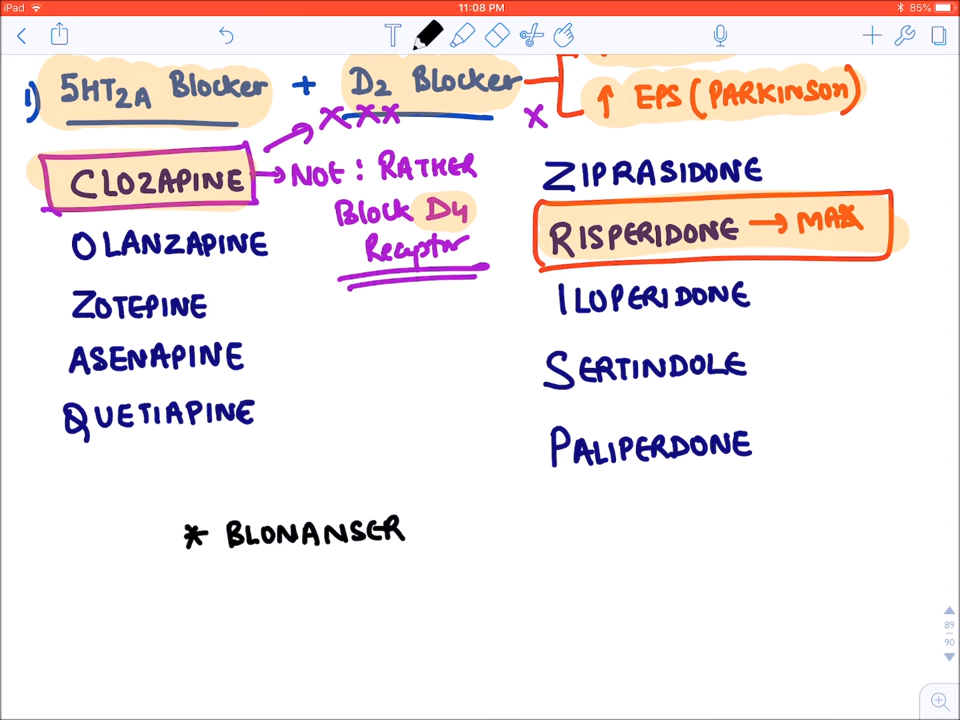 iPad 11:08 PM 85%
T
1) 5HT2A Blocker + D2 Blocker
↑ EPS (PARKINSON)
x x x x
CLOZAPINE → NOT : RATHER
Block D4
Receptor
OLANZAPINE
ZOTEPINE
ASENAPINE
QUETIAPINE
ZIPRASIDONE
RISPERIDONE → MAX
ILOPERIDONE
SERTINDOLE
PALIPERDONE
* BLONANSER
89
90